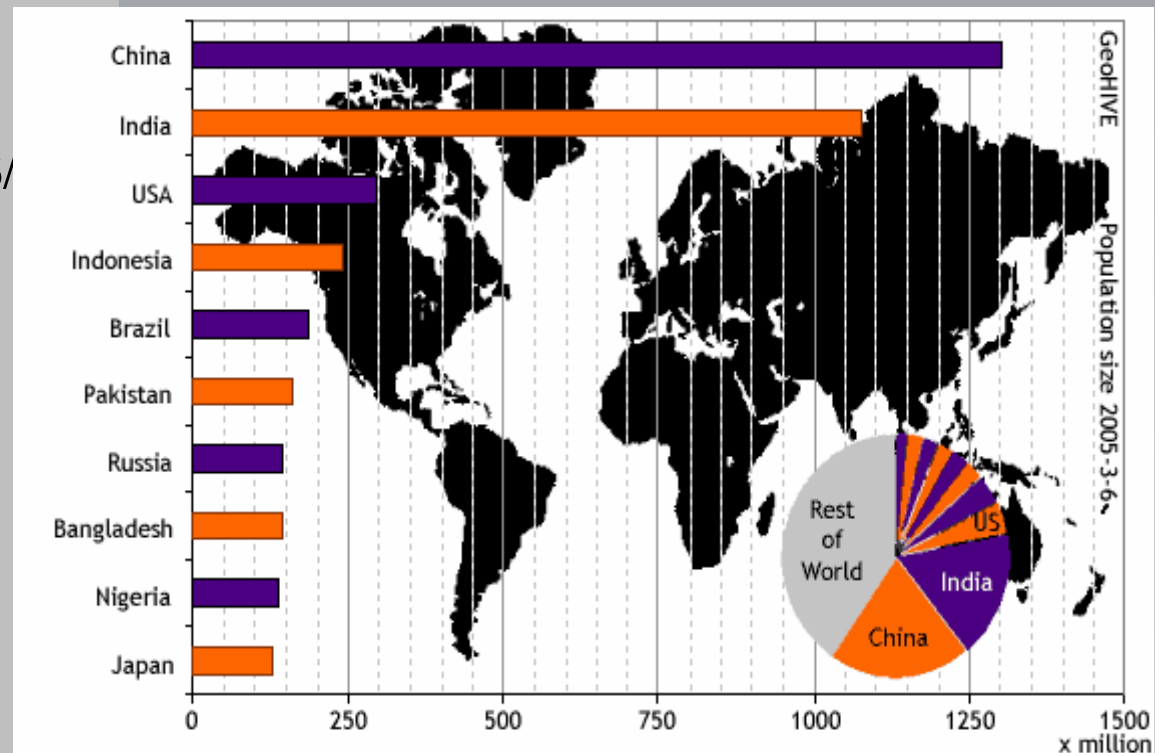 China
India
USA
Indonesia
Brazil
Pakistan
Russia
Bangladesh
Nigeria
Japan
0 250 500 750 1000 1250 1500
x million
GeoHIVE
Population size 2005-3-6
Rest
of
World
US
India
China